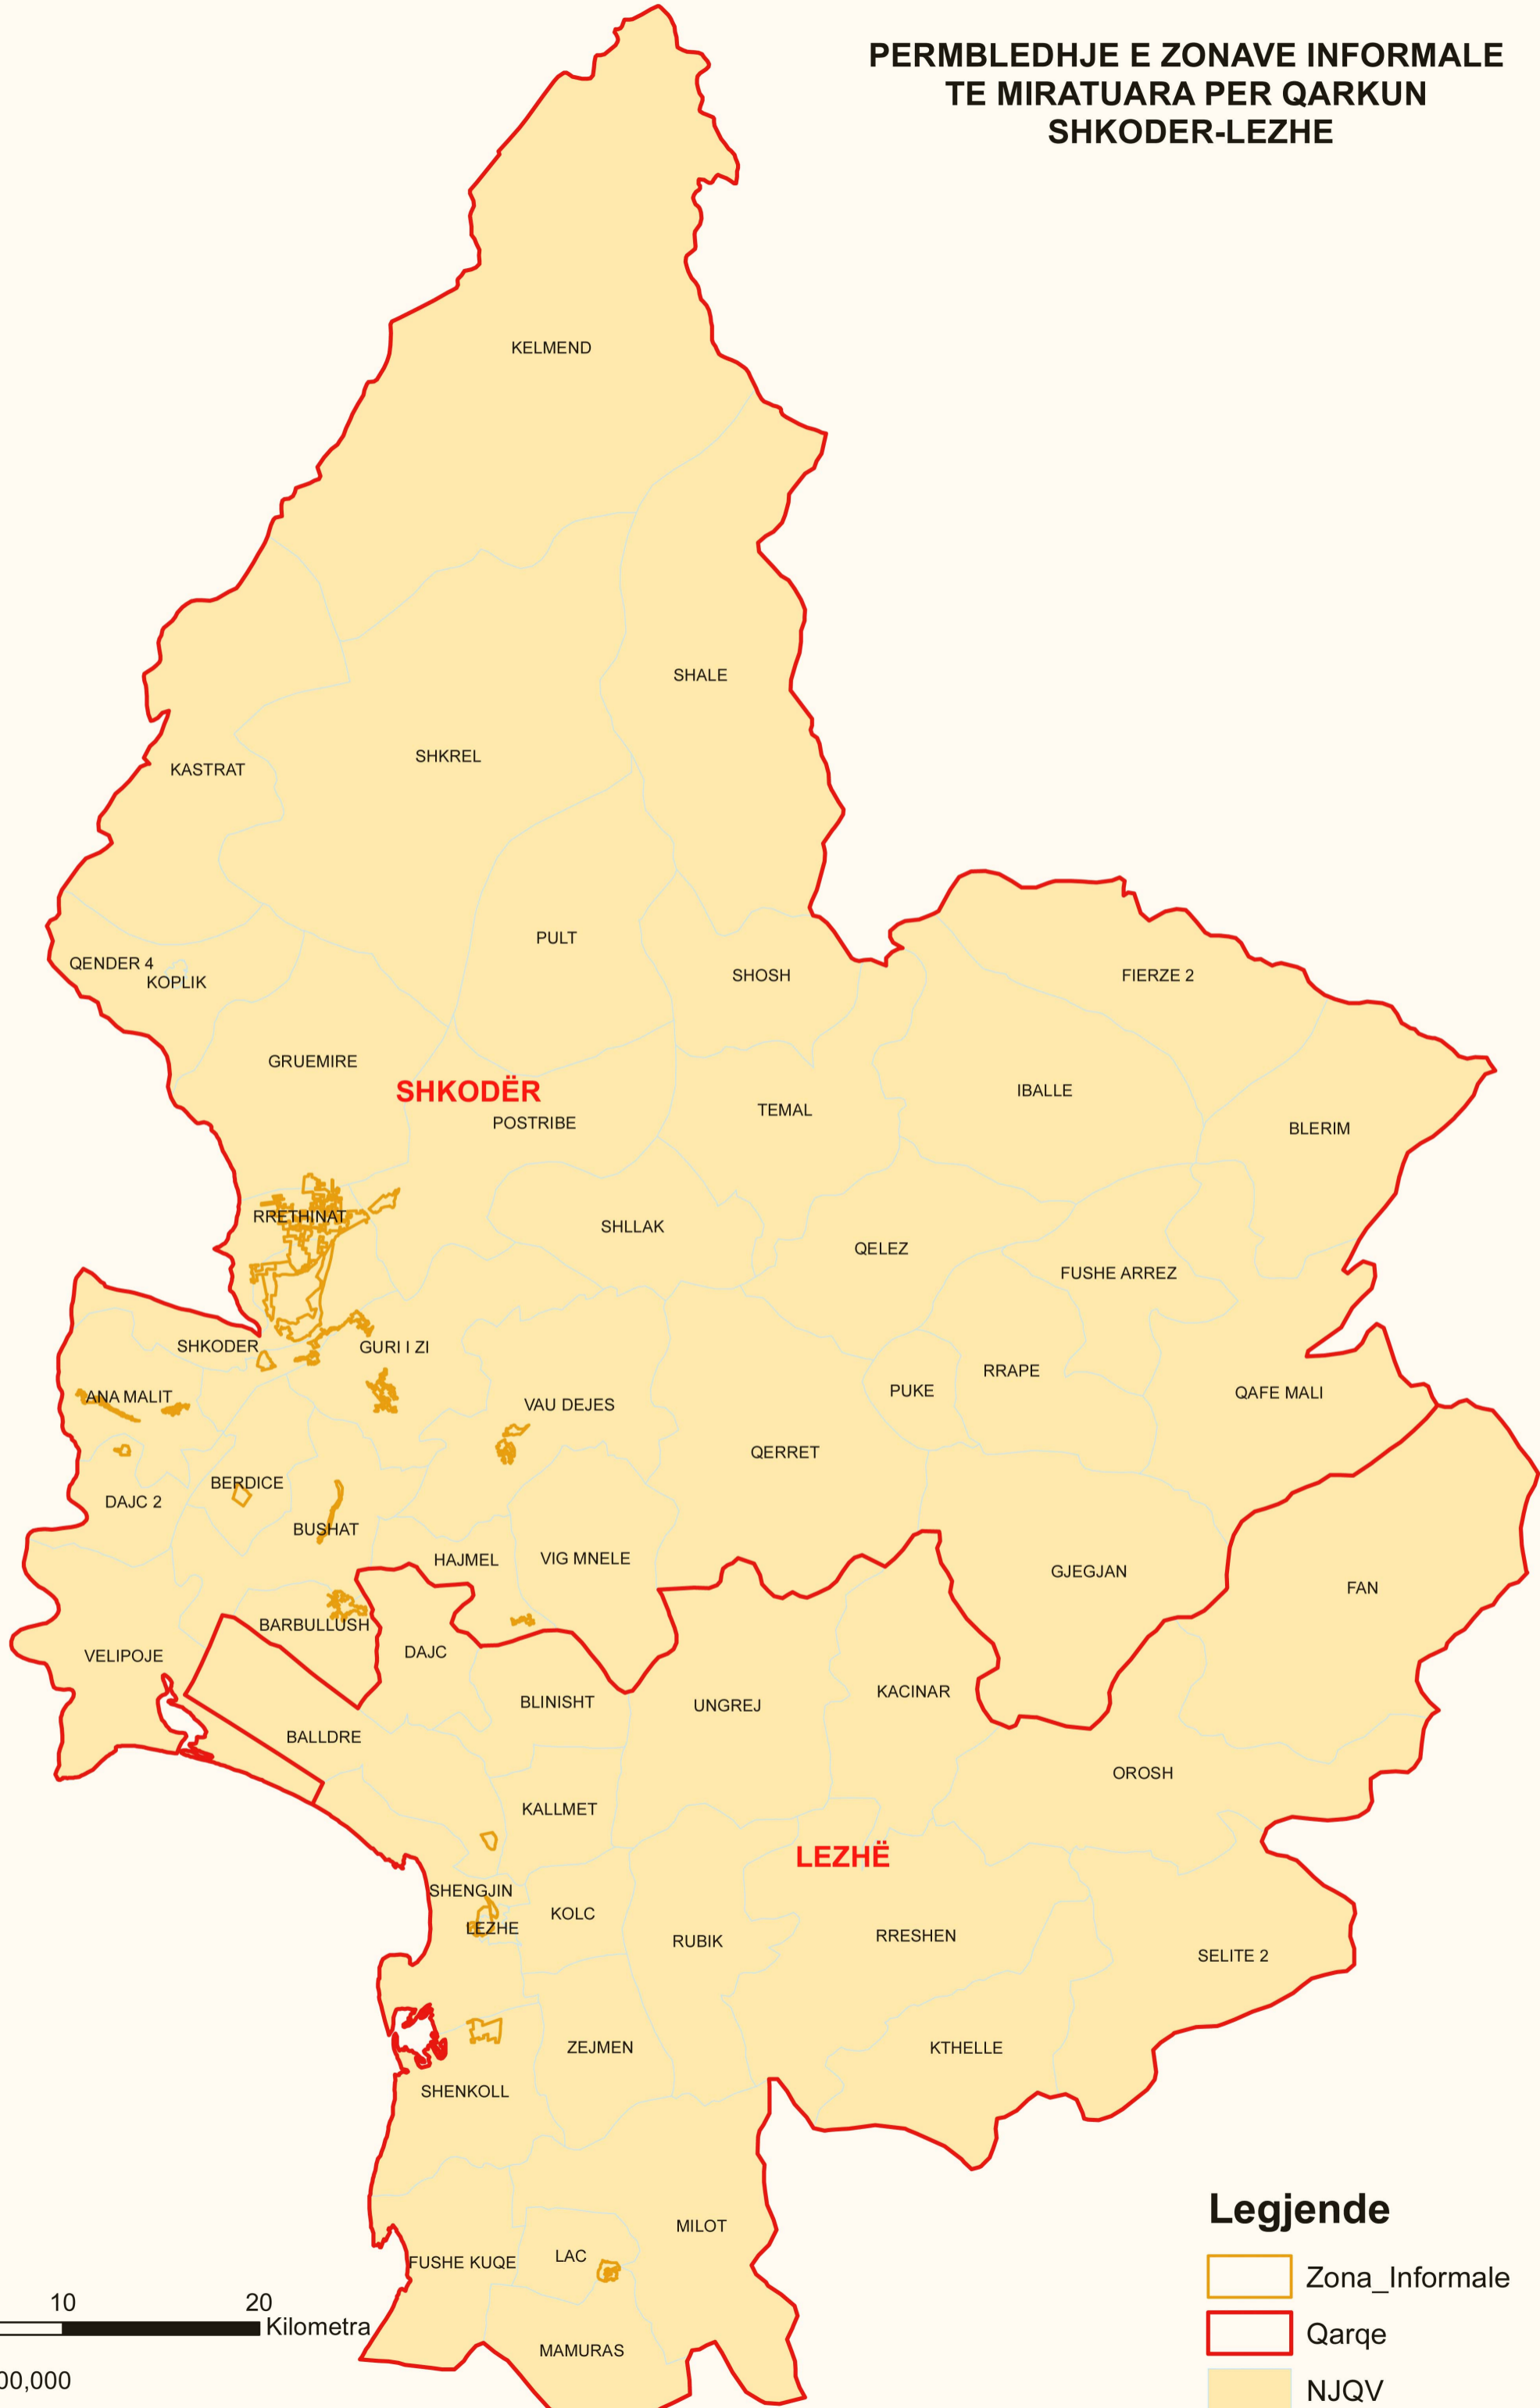 PERMBLEDHJE E ZONAVE INFORMALE
TE MIRATUARA PER QARKUN
SHKODER-LEZHE
KELMEND
SHALE
SHKREL
KASTRAT
PULT
QENDER 4
KOPLIK
SHOSH
FIERZE 2
GRUEMIRE
SHKODËR
IBALLE
TEMAL
POSTRIBE
BLERIM
RRETHINAT
SHLLAK
QELEZ
FUSHE ARREZ
SHKODER
GURI I ZI
RRAPE
PUKE
QAFE MALI
ANA MALIT
VAU DEJES
QERRET
BERDICE
DAJC 2
BUSHAT
HAJMEL
VIG MNELE
GJEGJAN
FAN
BARBULLUSH
DAJC
VELIPOJE
KACINAR
BLINISHT
UNGREJ
BALLDRE
OROSH
KALLMET
LEZHË
SHENGJIN
KOLC
LEZHE
RRESHEN
RUBIK
SELITE 2
ZEJMEN
KTHELLE
SHENKOLL
MILOT
LAC
FUSHE KUQE
MAMURAS
10 20
Kilometra
00,000
Legjende
Zona_Informale
Qarqe
NJQV